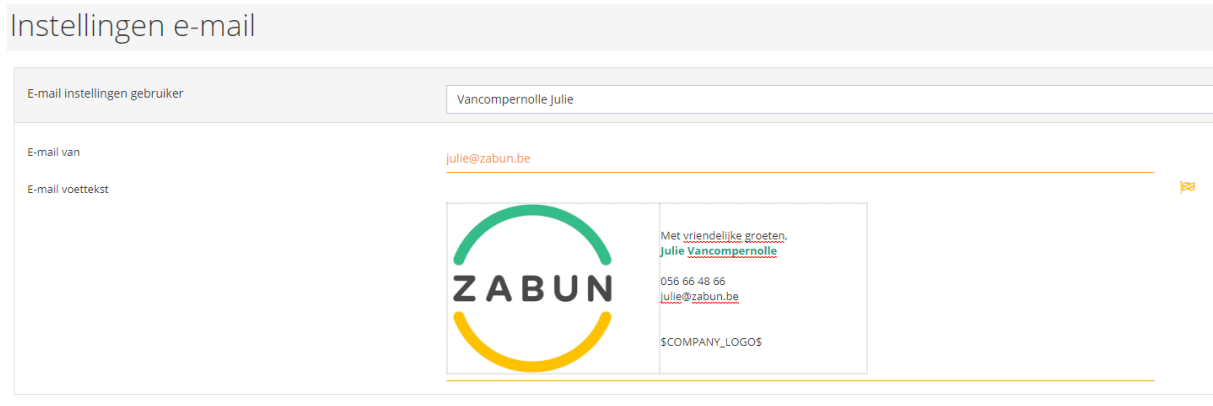 Instellingen e-mail
E-mail instellingen gebruiker
Vancompernolle Julie
E-mail van
julie@zabun.be
E-mail voettekst
ZABUN
Met vriendelijke groeten,
Julie Vancompernolle
056 66 48 66
julie@zabun.be
$COMPANY_LOGO$